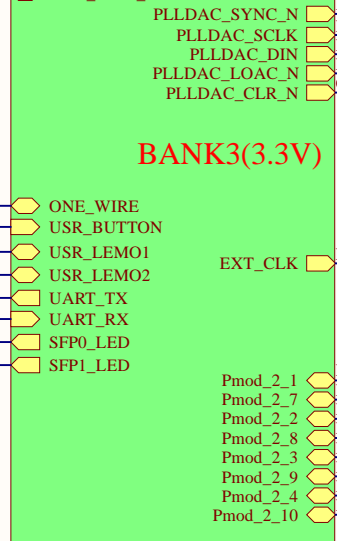 PLLDAC_SYNC_N
PLLDAC_SCLK
PLLDAC_DIN
PLLDAC_LOAC_N
PLLDAC_CLR_N
BANK3(3.3V)
ONE_WIRE
USR_BUTTON
USR_LEMO1
EXT_CLK
USR_LEMO2
UART_TX
UART_RX
SFP0_LED
SFP1_LED
Pmod_2_1
Pmod_2_7
Pmod_2_2
Pmod_2_8
Pmod_2_3
Pmod_2_9
Pmod_2_4
Pmod_2_10